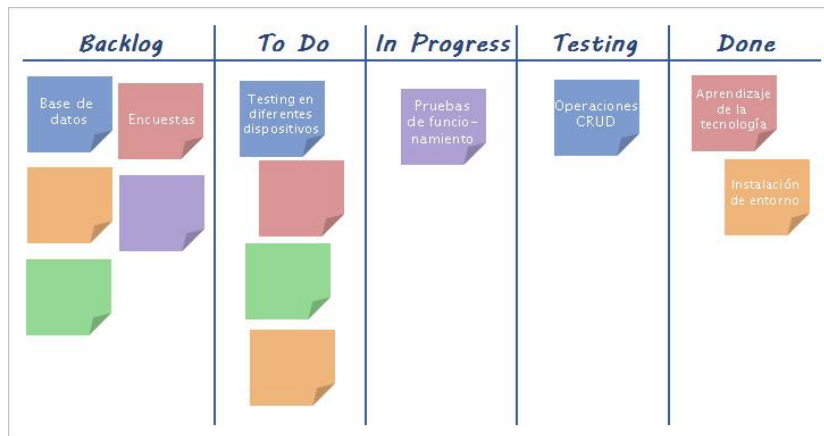 Backlog
To Do
In Progress
Testing
Done
Base de
datos
Encuestas
Testing en
diferentes
dispositivos
Pruebas
de funcio-
namiento
Operaciones
CRUD
Aprendizaje
de la
tecnología
Instalación
de entorno